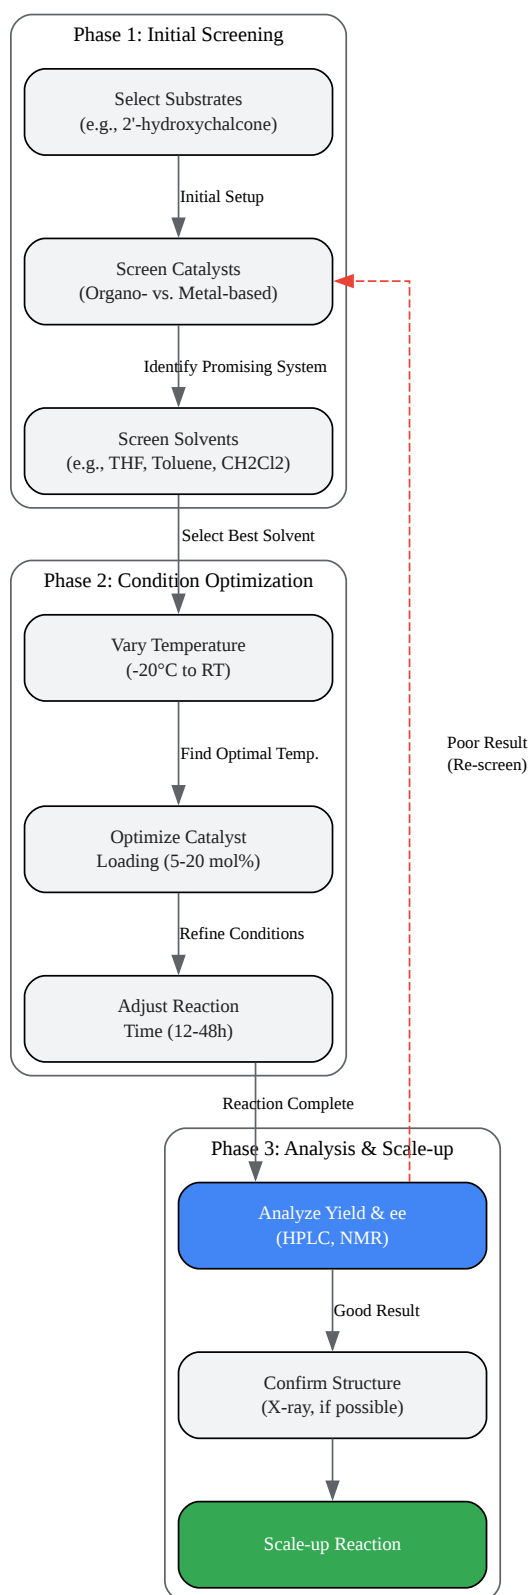 Phase 1: Initial Screening
Select Substrates
(e.g., 2'-hydroxychalcone)
Initial Setup
Screen Catalysts
(Organo- vs. Metal-based)
Identify Promising System
Screen Solvents
(e.g., THF, Toluene, CH2Cl2)
Select Best Solvent
Phase 2: Condition Optimization
Vary Temperature
(-20°C to RT)
Find Optimal Temp.
Poor Result
(Re-screen)
Optimize Catalyst
Loading (5-20 mol%)
Refine Conditions
Adjust Reaction
Time (12-48h)
Reaction Complete
Phase 3: Analysis & Scale-up
Analyze Yield & ee
(HPLC, NMR)
Good Result
Confirm Structure
(X-ray, if possible)
Scale-up Reaction